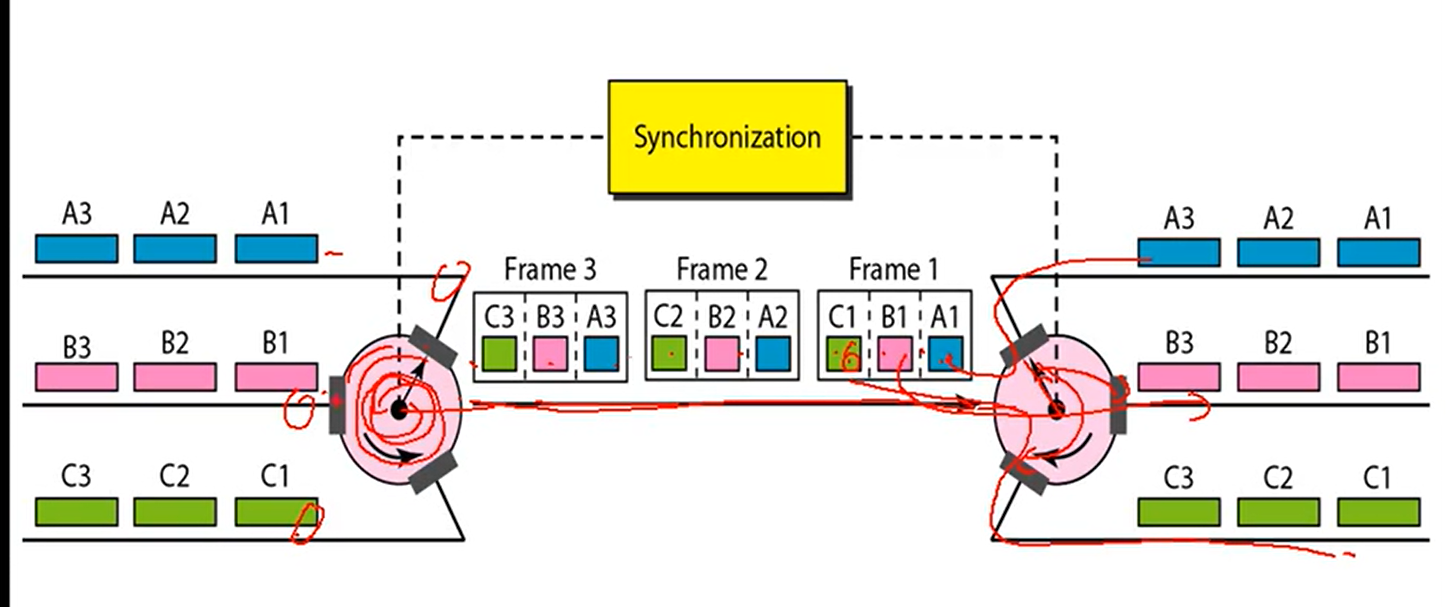 Synchronization
A3 A2 A1
A3 A2 A1
Frame 3 Frame 2 Frame 1
C3 B3 A3 C2 B2 A2 C1 B1 A1
B3 B2 B1
B3 B2 B1
C3 C2 C1
C3 C2 C1